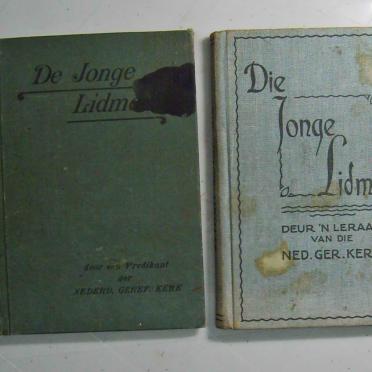 De Jonge
Lidm
door een Predikant
der
NEDERD. GEREF. KERK
Die
Jonge
Lidm
DEUR 'N LERAA
VAN DIE
NED. GER. KER